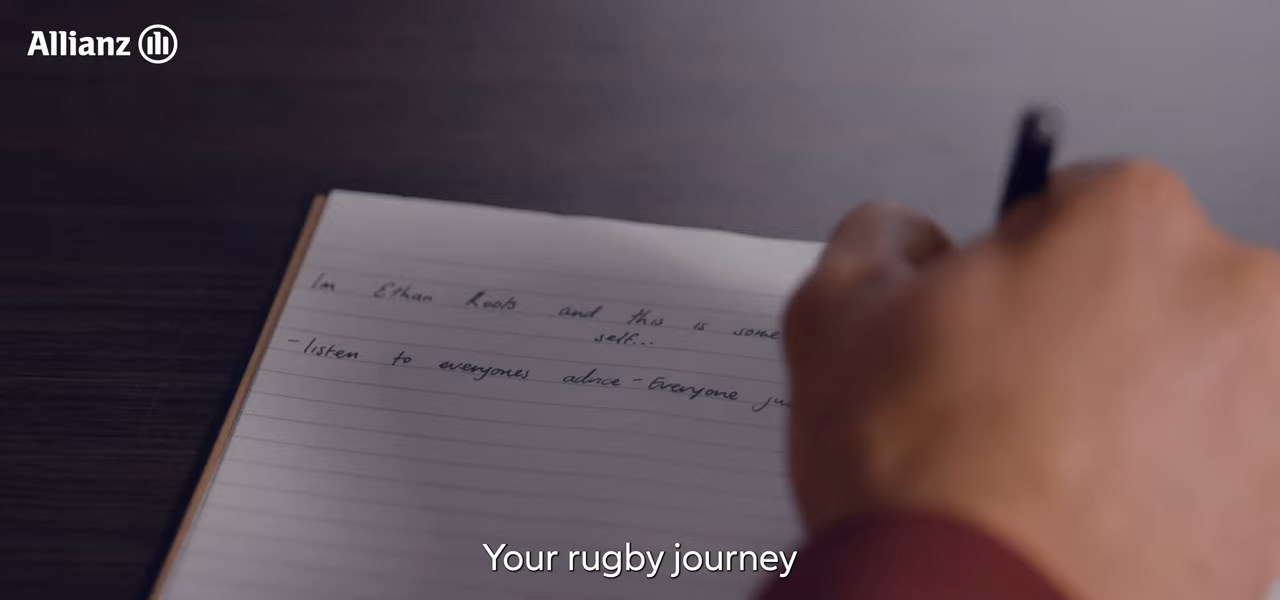 Allianz
Im Ethan Roots and this is some
self...
-listen to everyones advice - Everyone
Your rugby journey